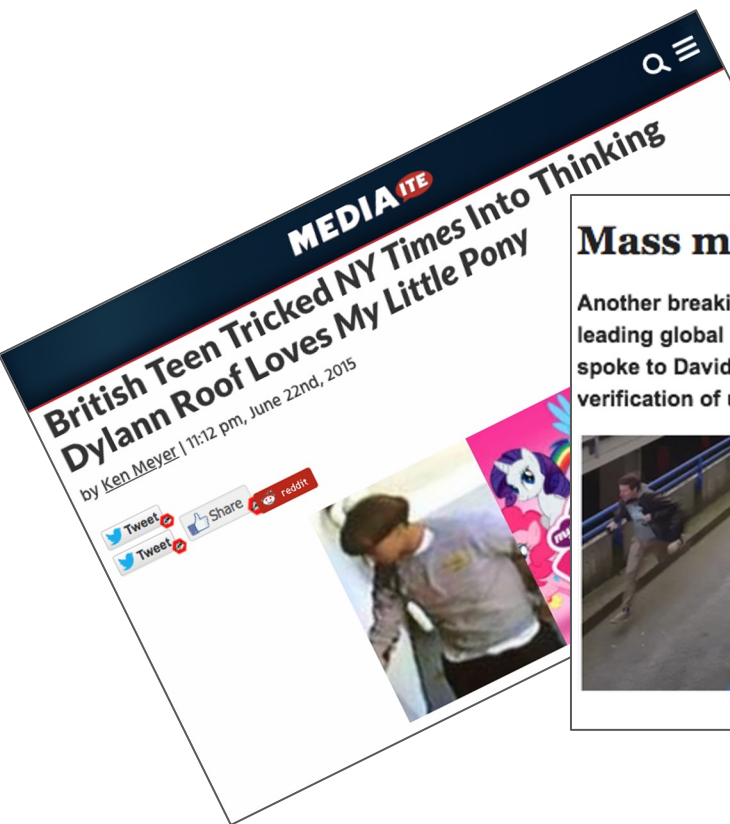 MEDIAITE
British Teen Tricked NY Times Into Thinking
Dylann Roof Loves My Little Pony
by Ken Meyer | 11:12 pm, June 22nd, 2015
Tweet
Share
reddit
Tweet
Mass m
Another breaki
leading global
spoke to David
verification of u